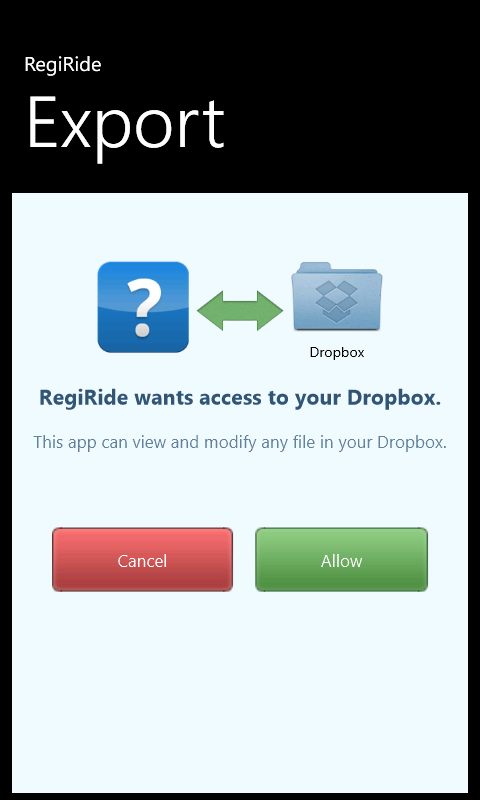 RegiRide
Export
?
Dropbox
RegiRide wants access to your Dropbox.
This app can view and modify any file in your Dropbox.
Cancel
Allow